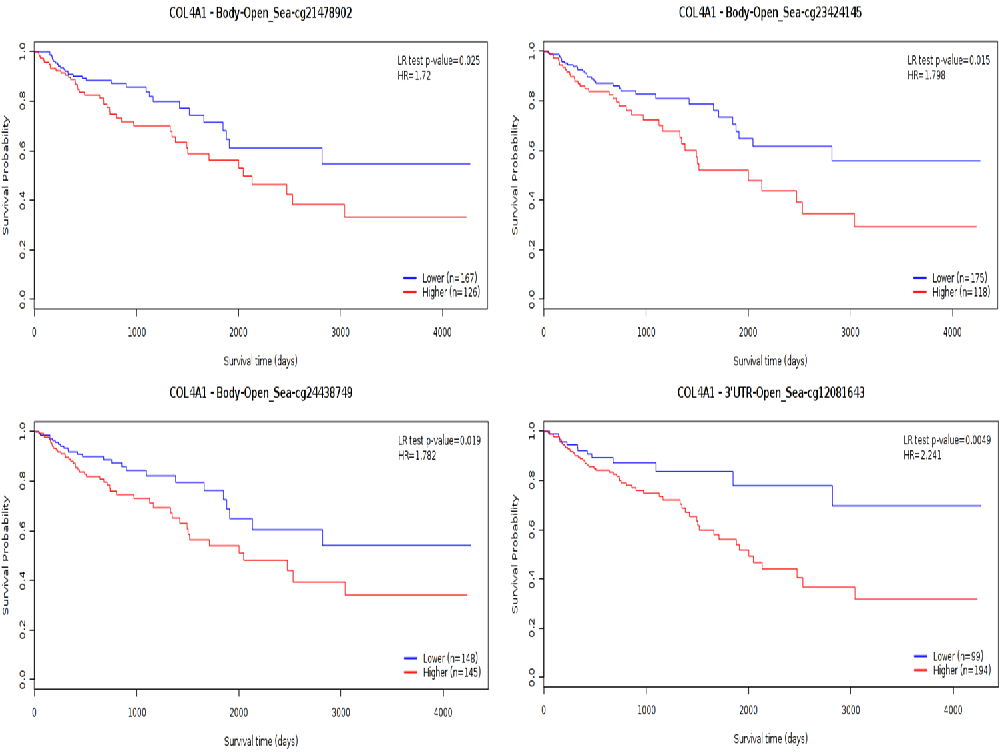 COL4A1 - Body-Open_Sea-cg21478902
LR test p-value=0.025
HR=1.72
Survival Probability
0.0
0.2
0.4
0.6
0.8
1.0
Lower (n=167)
Higher (n=126)
0 1000 2000 3000 4000
Survival time (days)
COL4A1 - Body-Open_Sea-cg23424145
LR test p-value=0.015
HR=1.798
Survival Probability
0.0
0.2
0.4
0.6
0.8
1.0
Lower (n=175)
Higher (n=118)
0 1000 2000 3000 4000
Survival time (days)
COL4A1 - Body-Open_Sea-cg24438749
LR test p-value=0.019
HR=1.782
Survival Probability
0.0
0.2
0.4
0.6
0.8
1.0
Lower (n=148)
Higher (n=145)
0 1000 2000 3000 4000
Survival time (days)
COL4A1 - 3'UTR-Open_Sea-cg12081643
LR test p-value=0.0049
HR=2.241
Survival Probability
0.0
0.2
0.4
0.6
0.8
1.0
Lower (n=99)
Higher (n=194)
0 1000 2000 3000 4000
Survival time (days)